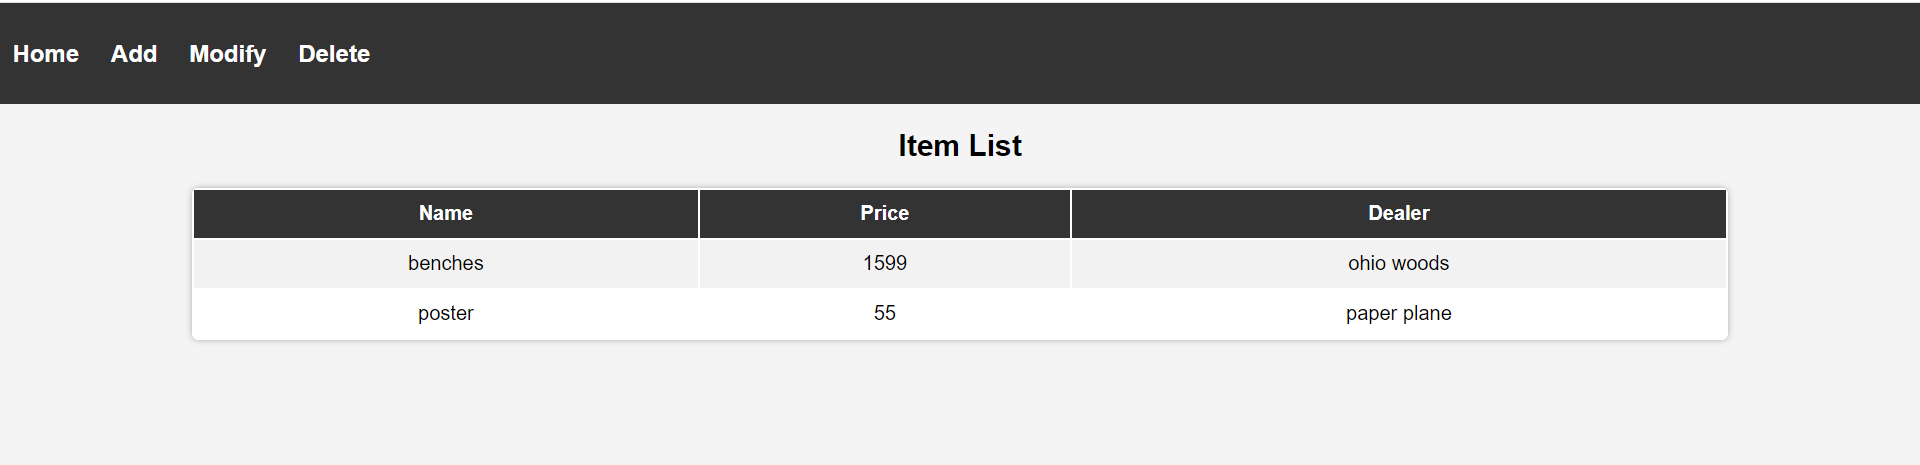 Home Add Modify Delete
Item List
Name Price Dealer
benches 1599 ohio woods
poster 55 paper plane